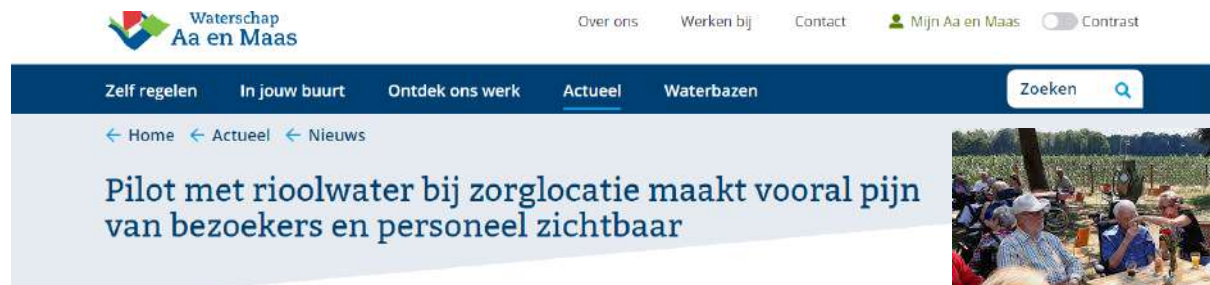 Waterschap
Aa en Maas
Over ons Werken bij Contact Mijn Aa en Maas Contrast
Zelf regelen In jouw buurt Ontdek ons werk Actueel Waterbazen Zoeken
← Home ← Actueel ← Nieuws
Pilot met rioolwater bij zorglocatie maakt vooral pijn
van bezoekers en personeel zichtbaar